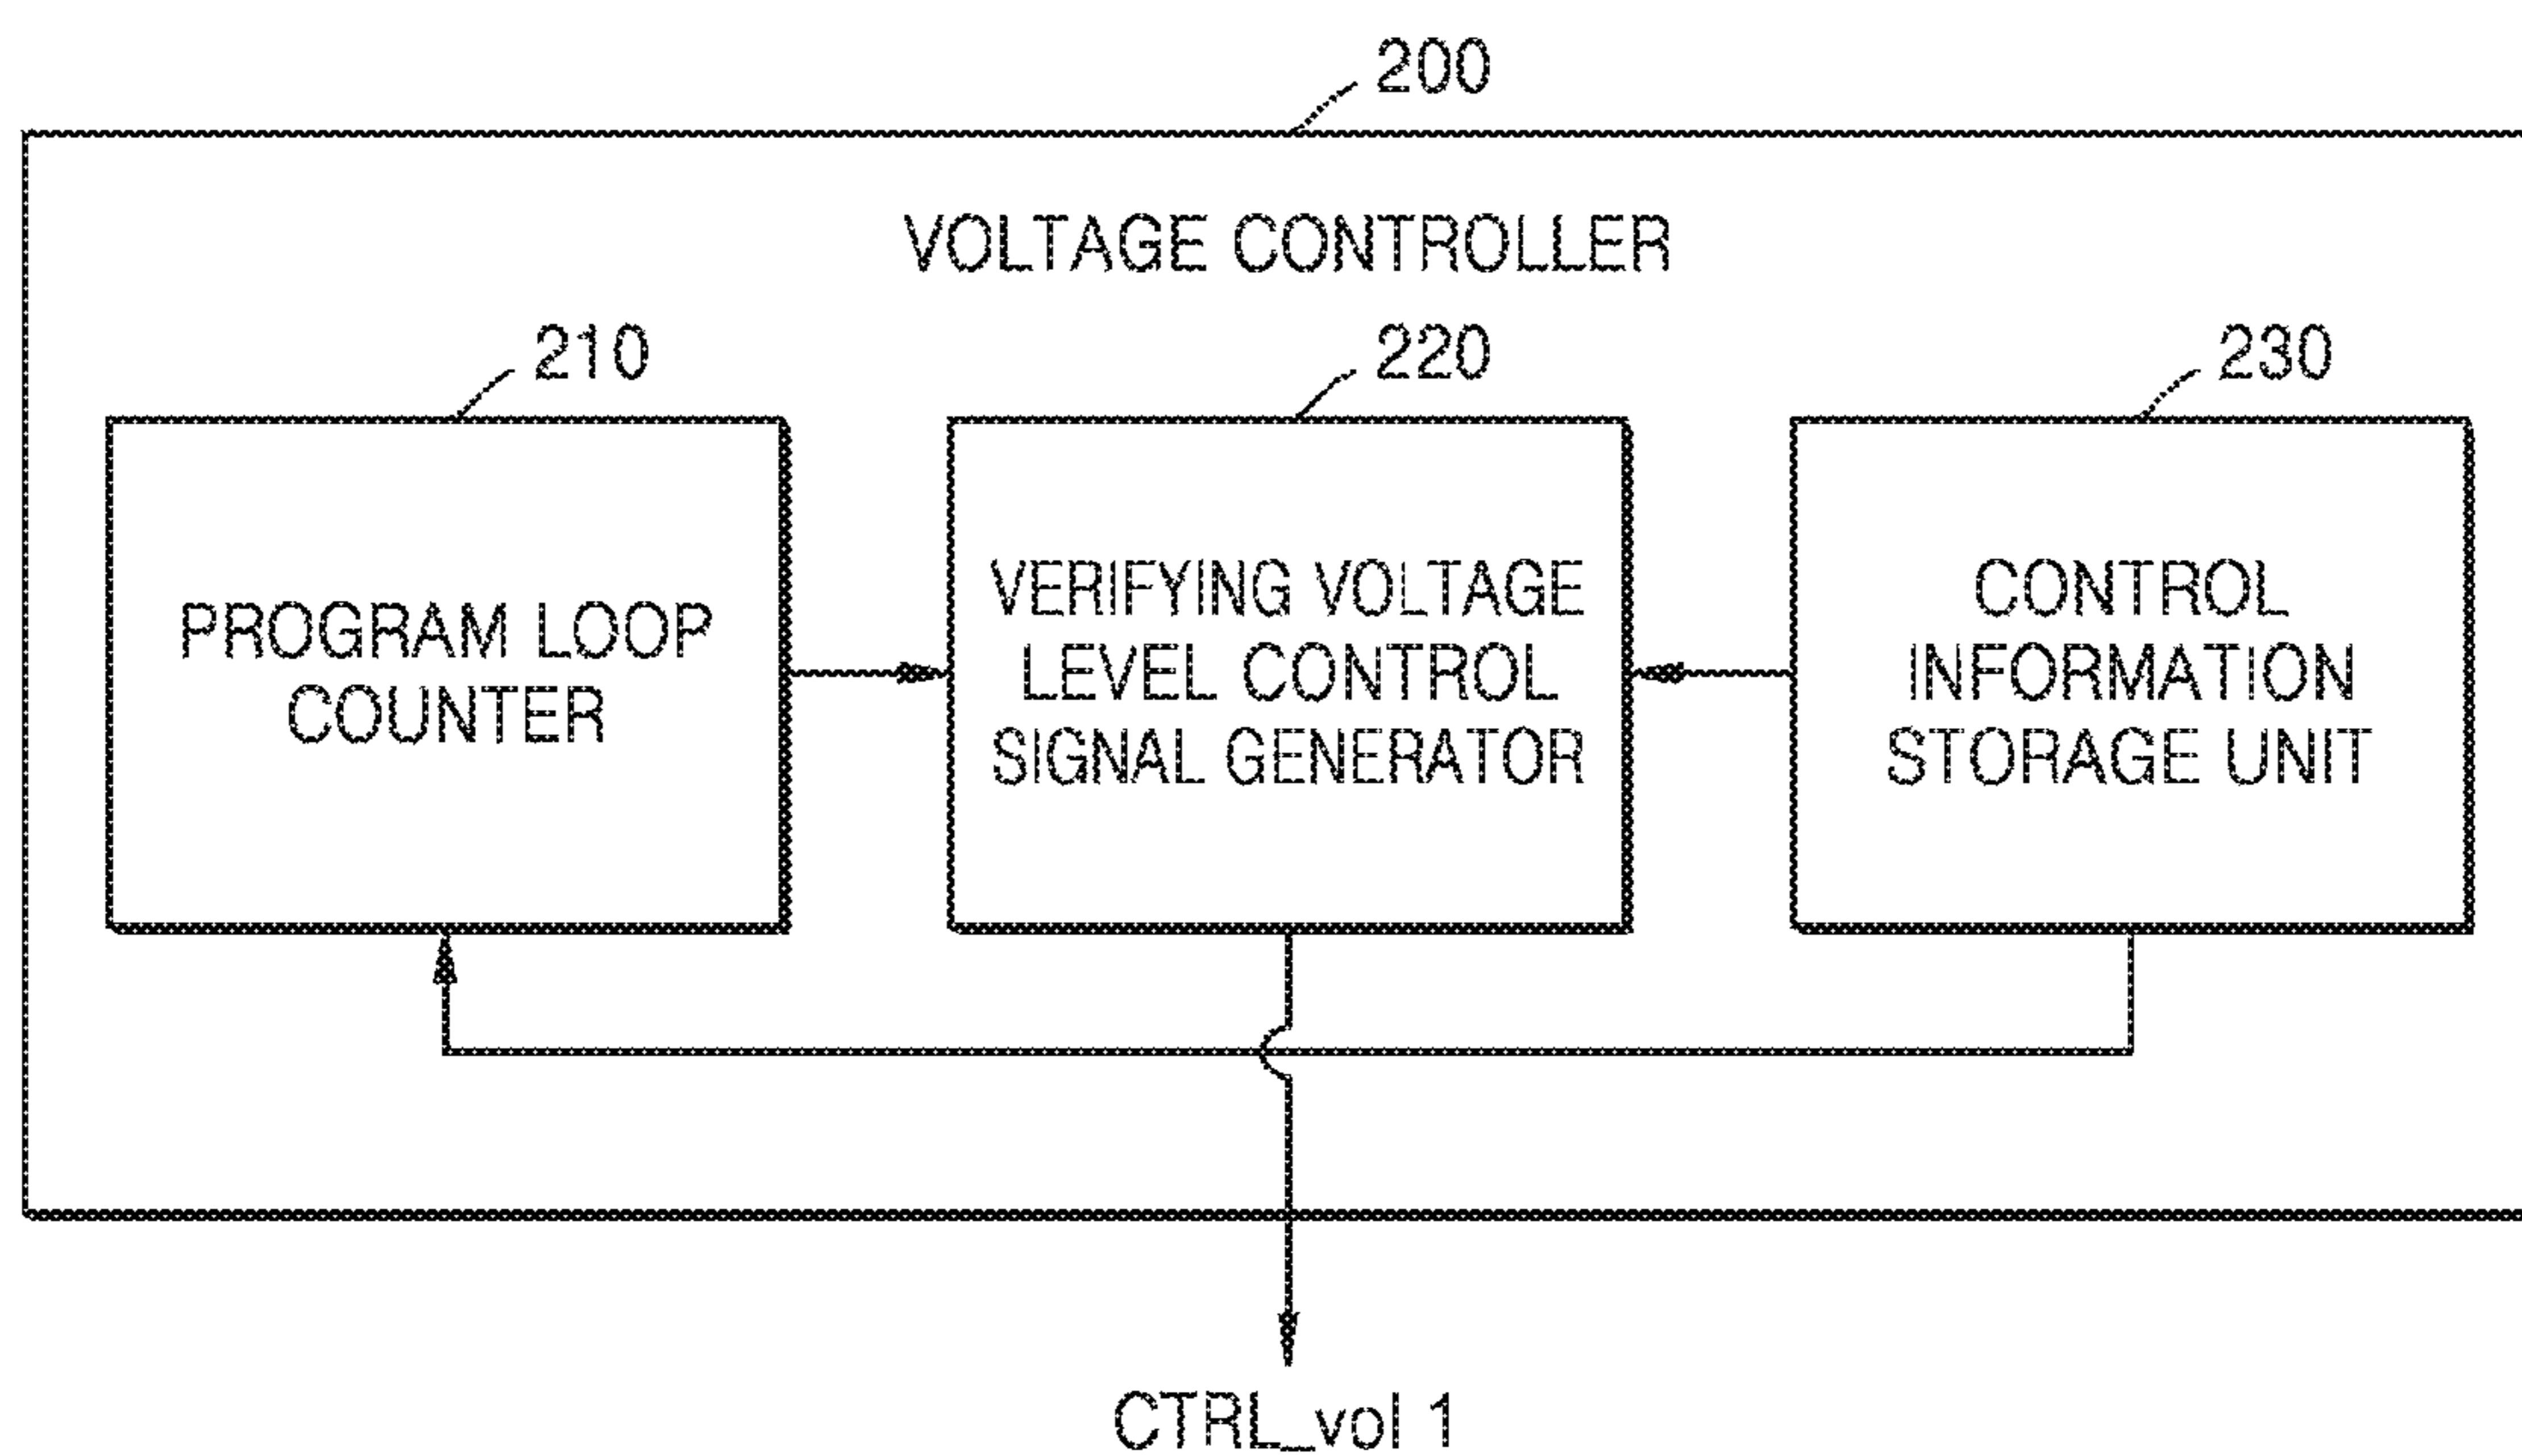 200
VOLTAGE CONTROLLER
210
220
230
PROGRAM LOOP
COUNTER
VERIFYING VOLTAGE
LEVEL CONTROL
SIGNAL GENERATOR
CONTROL
INFORMATION
STORAGE UNIT
CTRL_vol 1